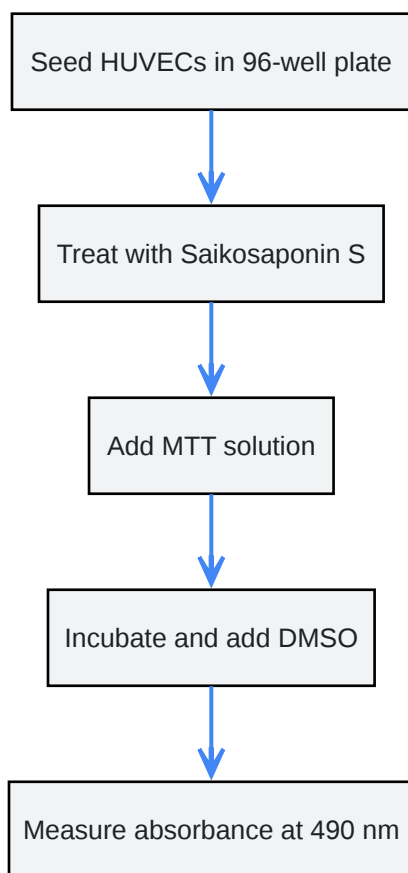 Seed HUVECs in 96-well plate
Treat with Saikosaponin S
Add MTT solution
Incubate and add DMSO
Measure absorbance at 490 nm